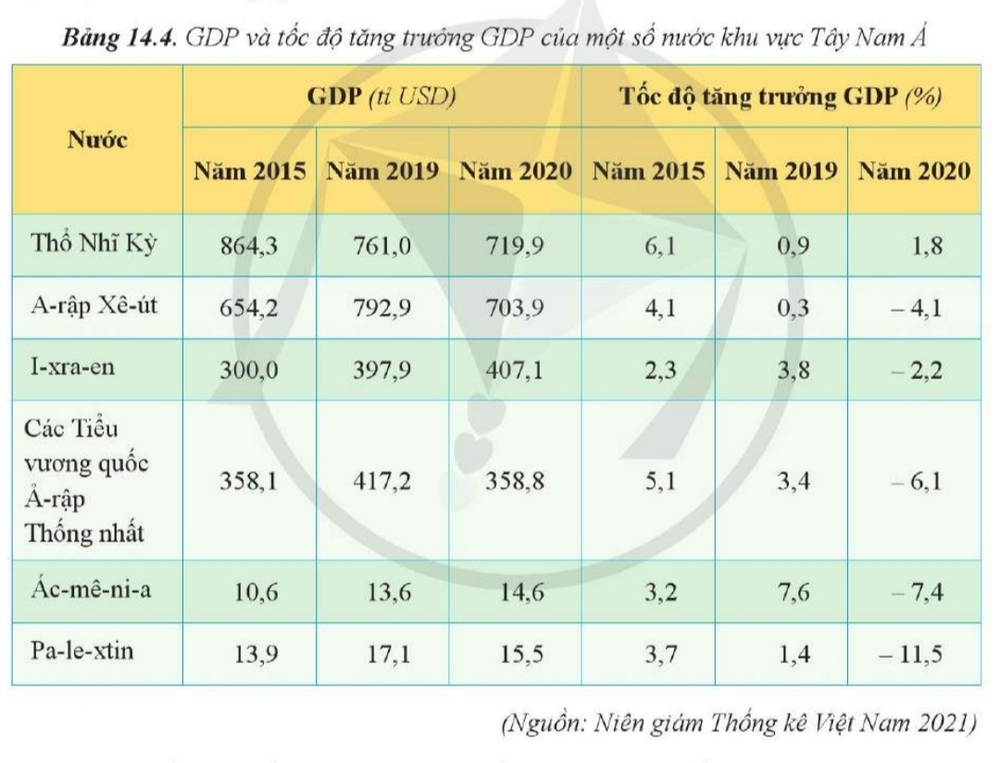 Bảng 14.4. GDP và tốc độ tăng trưởng GDP của một số nước khu vực Tây Nam Á
Nước GDP (tỉ USD) Tốc độ tăng trưởng GDP (%)
Năm 2015 Năm 2019 Năm 2020 Năm 2015 Năm 2019 Năm 2020
Thổ Nhĩ Kỳ 864,3 761,0 719,9 6,1 0,9 1,8
A-rập Xê-út 654,2 792,9 703,9 4,1 0,3 – 4,1
I-xra-en 300,0 397,9 407,1 2,3 3,8 – 2,2
Các Tiểu
vương quốc
Ả-rập
Thống nhất
358,1 417,2 358,8 5,1 3,4 – 6,1
Ác-mê-ni-a 10,6 13,6 14,6 3,2 7,6 – 7,4
Pa-le-xtin 13,9 17,1 15,5 3,7 1,4 – 11,5
(Nguồn: Niên giám Thống kê Việt Nam 2021)